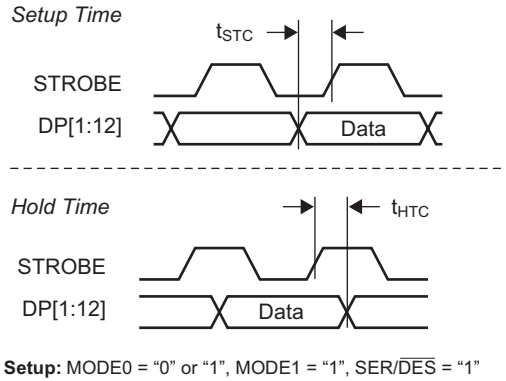 Setup Time
tSTC
STROBE
DP[1:12]
Data
Hold Time
tHTC
STROBE
DP[1:12]
Data
Setup: MODE0 = “0” or “1”, MODE1 = “1”, SER/D̅E̅S̅ = “1”